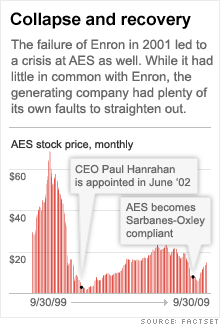 Collapse and recovery
The failure of Enron in 2001 led to
a crisis at AES as well. While it had
little in common with Enron, the
generating company had plenty of
its own faults to straighten out.
AES stock price, monthly
$60
CEO Paul Hanrahan
is appointed in June ‘02
$40
AES becomes
Sarbanes-Oxley
compliant
$20
9/30/99
9/30/09
SOURCE: FACTSET